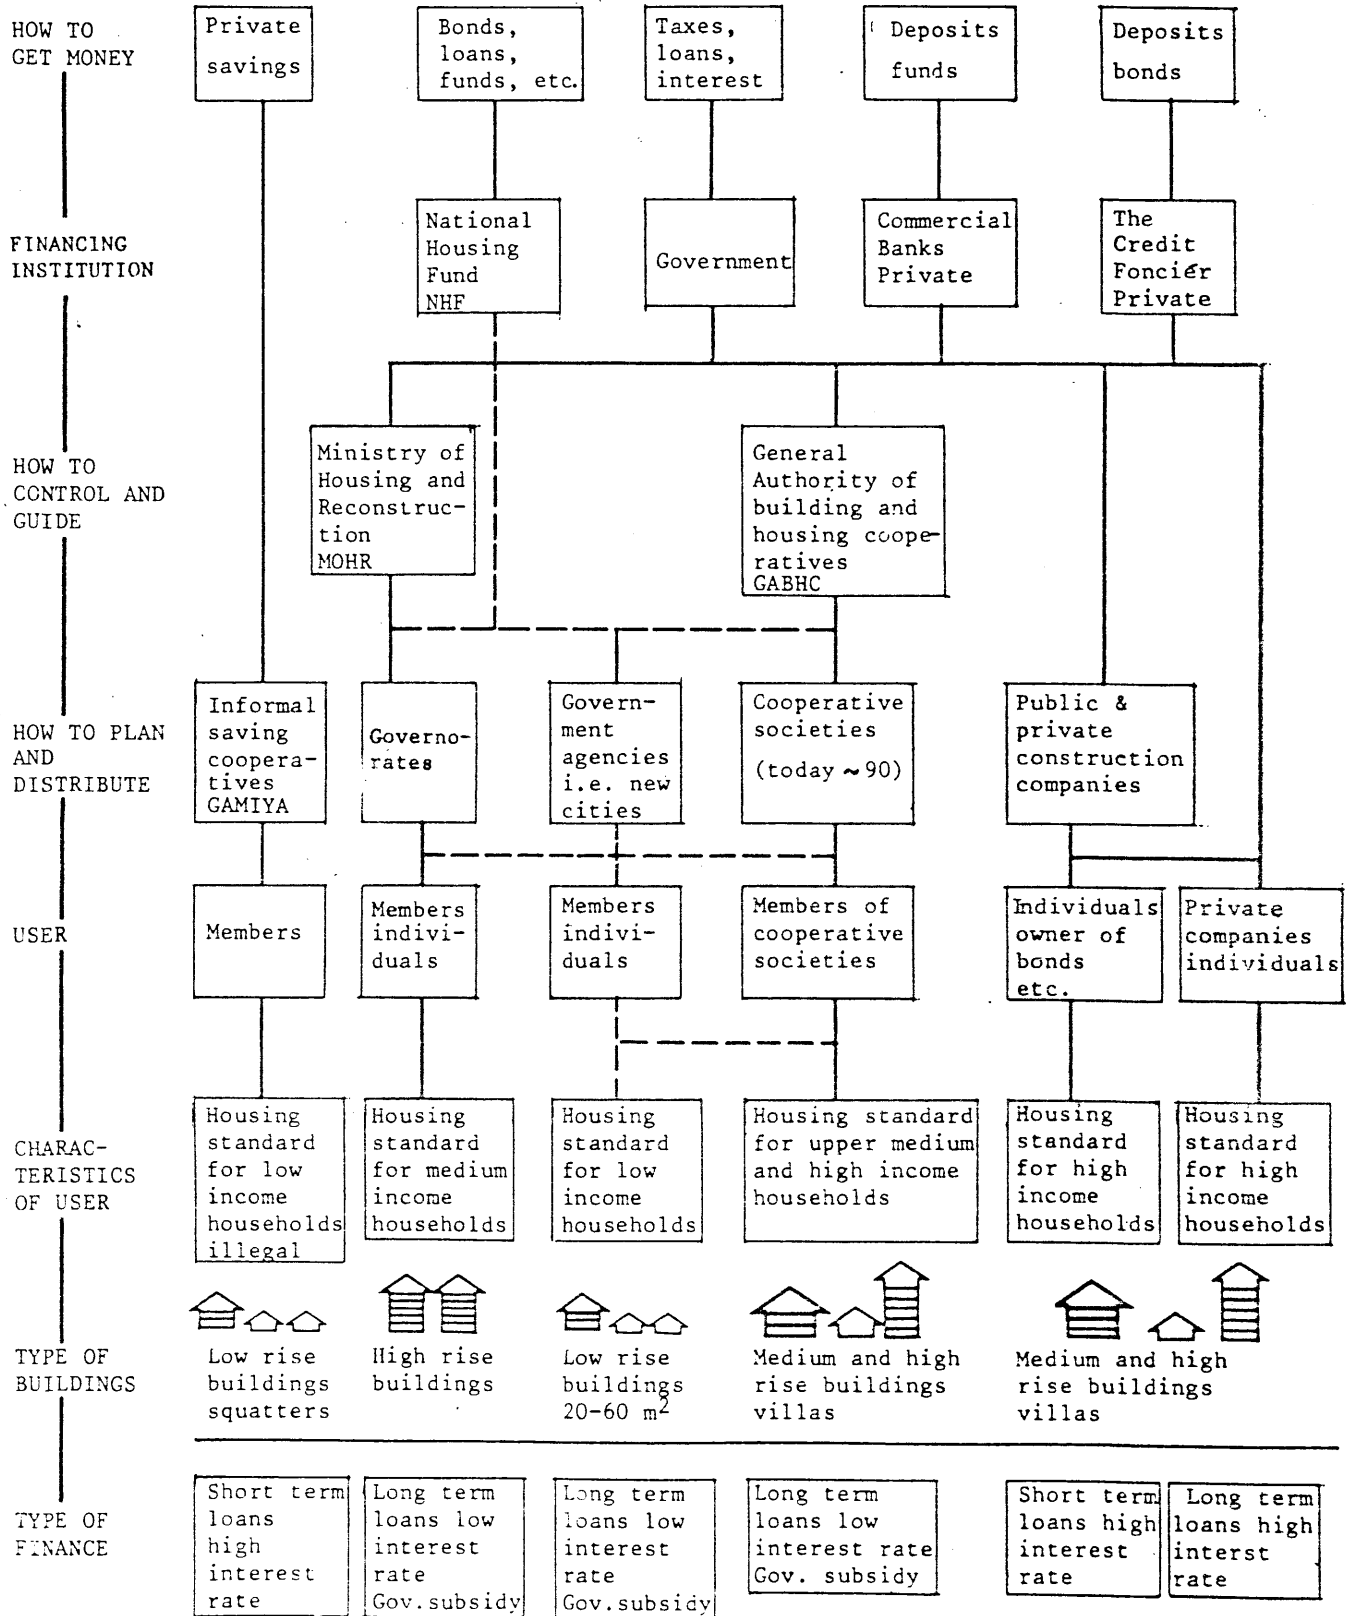 HOW TO
GET MONEY
Private
savings
Bonds,
loans,
funds, etc.
Taxes,
loans,
interest
Deposits
funds
Deposits
bonds
FINANCING
INSTITUTION
National
Housing
Fund
NHF
Government
Commercial
Banks
Private
The
Credit
Foncier
Private
HOW TO
CONTROL AND
GUIDE
Ministry of
Housing and
Reconstruc-
tion
MOHR
General
Authority of
building and
housing coope-
ratives
GABHC
HOW TO PLAN
AND
DISTRIBUTE
Informal
saving
coopera-
tives
GAMIYA
Governo-
rates
Govern-
ment
agencies
i.e. new
cities
Cooperative
societies
(today ~ 90)
Public &
private
construction
companies
USER
Members
Members
indivi-
duals
Members
indivi-
duals
Members of
cooperative
societies
Individuals
owner of
bonds
etc.
Private
companies
individuals
CHARAC-
TERISTICS
OF USER
Housing
standard
for low
income
households
illegal
Housing
standard
for medium
income
households
Housing
standard
for low
income
households
Housing standard
for upper medium
and high income
households
Housing
standard
for high
income
households
Housing
standard
for high
income
households
TYPE OF
BUILDINGS
Low rise
buildings
squatters
High rise
buildings
Low rise
buildings
20-60 m²
Medium and high
rise buildings
villas
Medium and high
rise buildings
villas
TYPE OF
FINANCE
Short term
loans
high
interest
rate
Long term
loans low
interest
rate
Gov.subsidy
Long term
loans low
interest
rate
Gov.subsidy
Long term
loans low
interest rate
Gov. subsidy
Short term
loans high
interest
rate
Long term
loans high
interst
rate